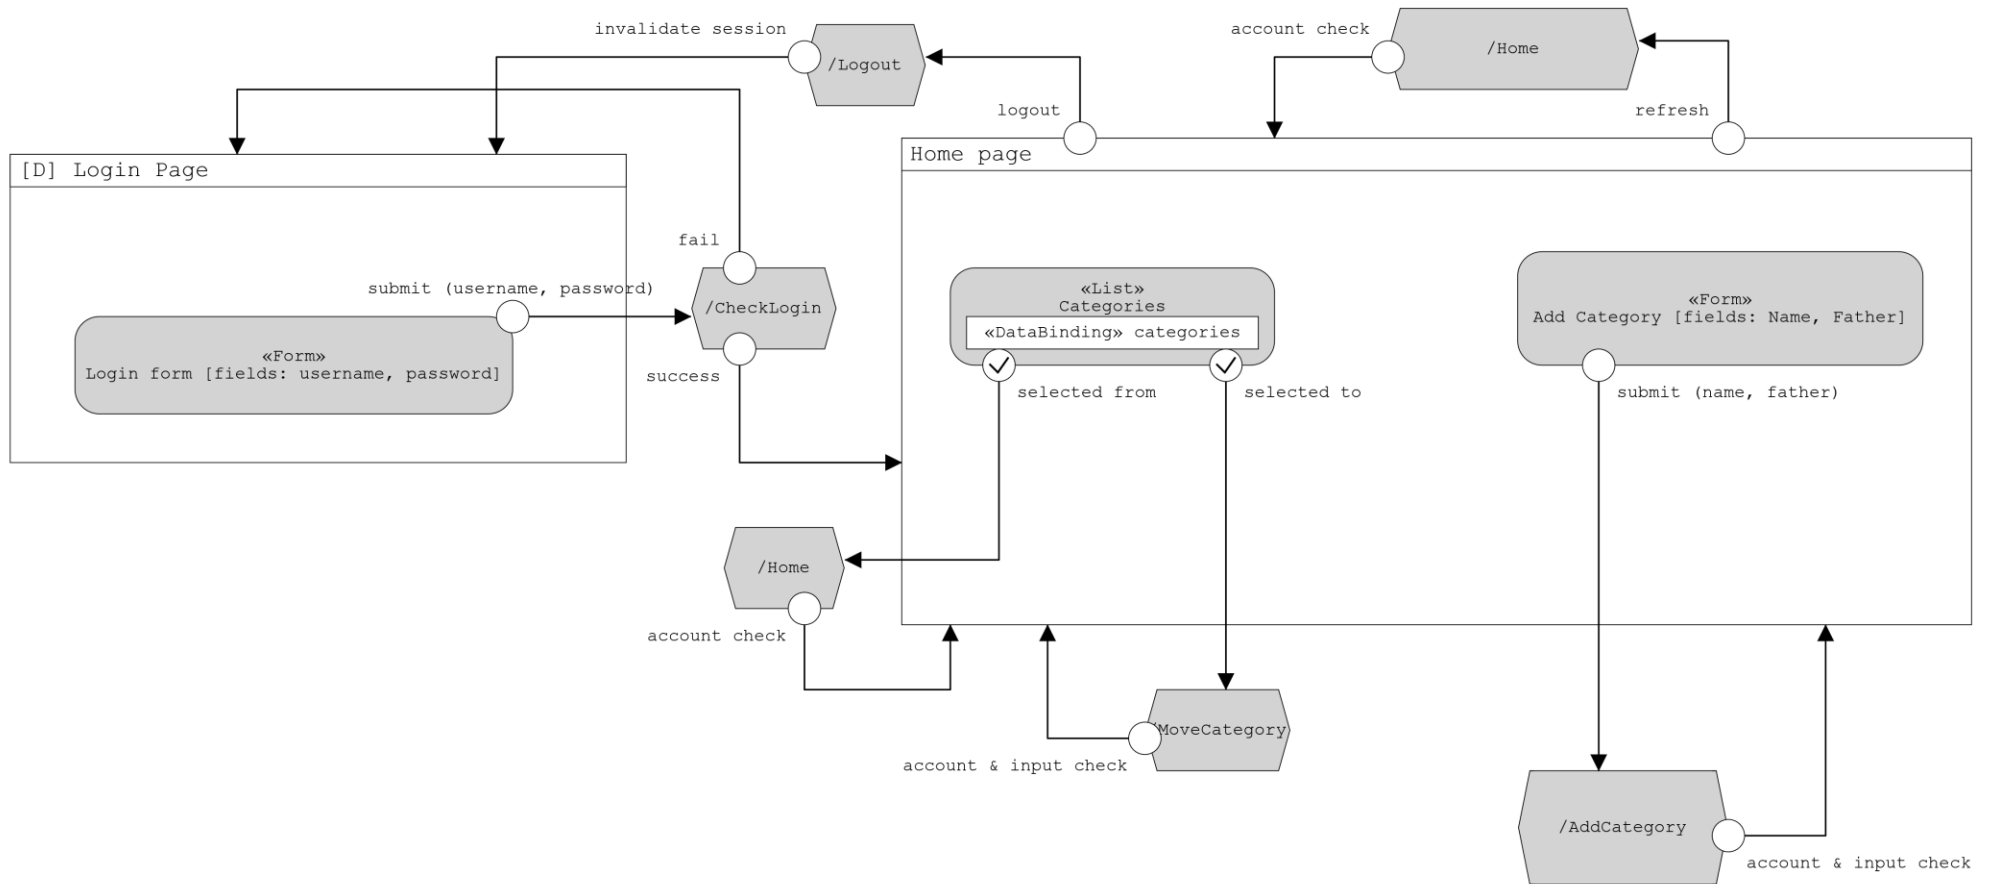 invalidate session
/Logout
account check
/Home
logout
refresh
[D] Login Page
Home page
fail
submit (username, password)
/CheckLogin
«Form»
Login form [fields: username, password]
success
«List»
Categories
«DataBinding» categories
selected from
selected to
«Form»
Add Category [fields: Name, Father]
submit (name, father)
/Home
account check
/MoveCategory
account & input check
/AddCategory
account & input check